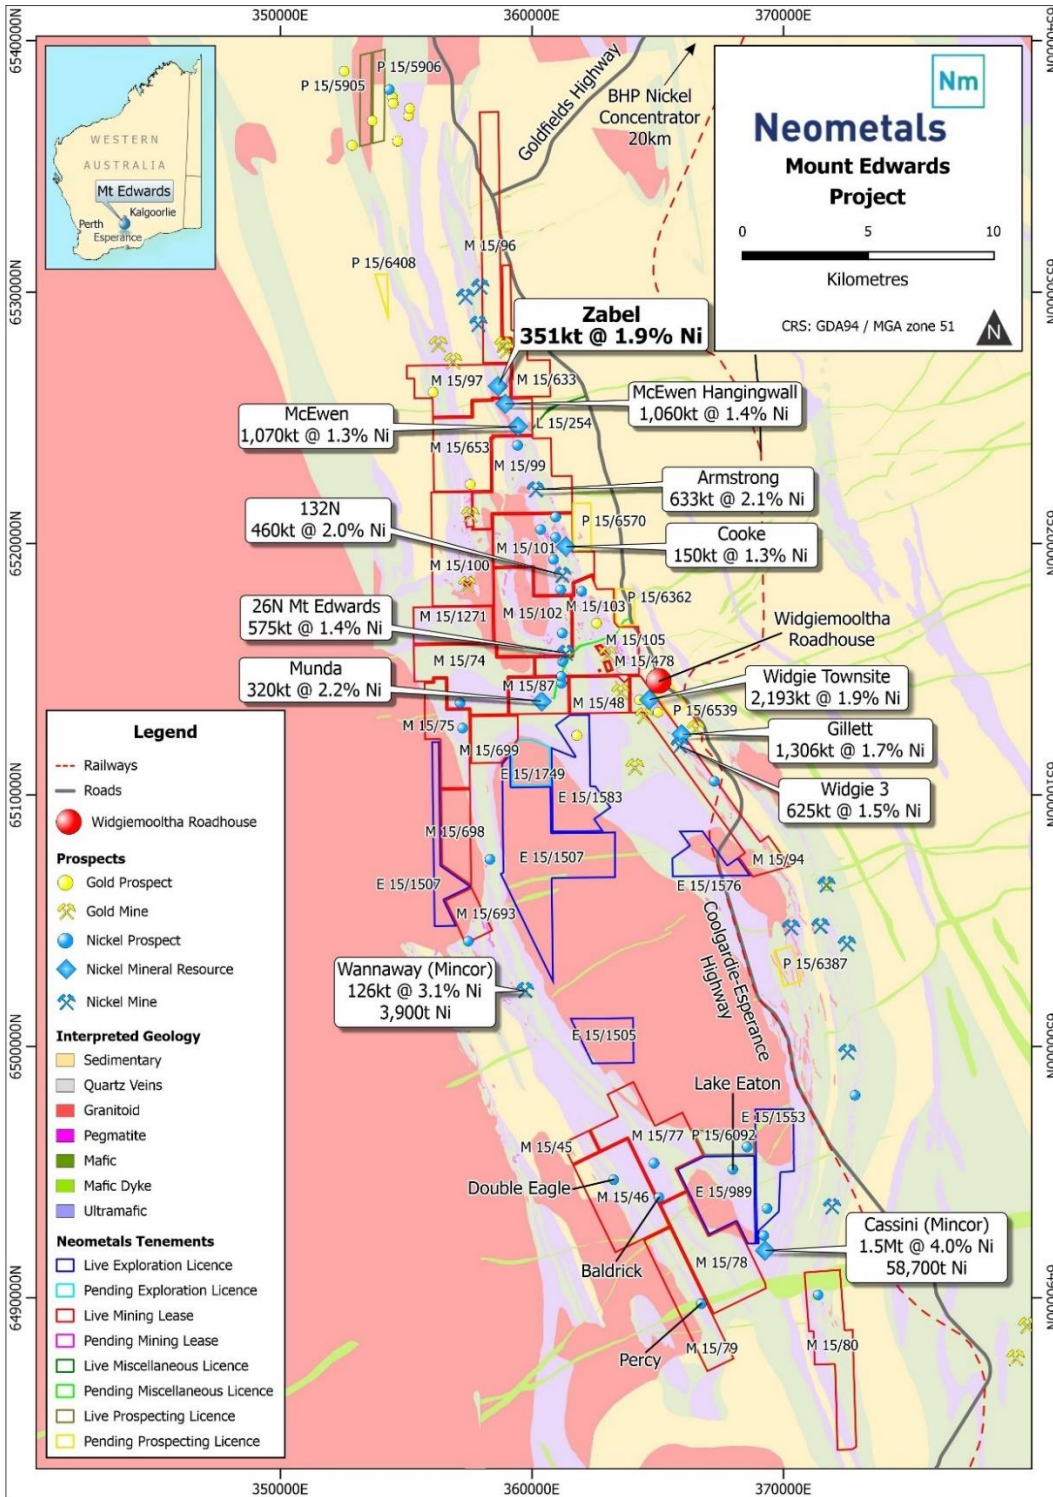 350000E
360000E
370000E
6540000N
6530000N
6520000N
6510000N
6500000N
6490000N
6540000N
6530000N
6520000N
6510000N
6500000N
6490000N
WESTERN
AUSTRALIA
Mt Edwards
Kalgoorlie
Perth
Esperance
Nm
Neometals
Mount Edwards
Project
0
5
10
Kilometres
CRS: GDA94 / MGA zone 51
N
P 15/5906
P 15/5905
Goldfields Highway
BHP Nickel
Concentrator
20km
M 15/96
P 15/6408
Zabel
351kt @ 1.9% Ni
M 15/97
M 15/633
McEwen Hangingwall
1,060kt @ 1.4% Ni
McEwen
1,070kt @ 1.3% Ni
L 15/254
M 15/653
M 15/99
Armstrong
633kt @ 2.1% Ni
132N
460kt @ 2.0% Ni
P 15/6570
Cooke
150kt @ 1.3% Ni
M 15/101
M 15/100
26N Mt Edwards
575kt @ 1.4% Ni
M 15/1271
M 15/102
M 15/103
P 15/6362
Widgiemooltha
Roadhouse
M 15/105
M 15/74
M 15/478
Munda
320kt @ 2.2% Ni
M 15/87
M 15/48
Widgie Townsite
2,193kt @ 1.9% Ni
P 15/6539
M 15/75
M 15/699
Gillett
1,306kt @ 1.7% Ni
E 15/1749
E 15/1583
Widgie 3
625kt @ 1.5% Ni
M 15/698
E 15/1507
E 15/1507
M 15/94
E 15/1576
M 15/693
Coolgardie-Esperance
Highway
P 15/6387
Wannaway (Mincor)
126kt @ 3.1% Ni
3,900t Ni
E 15/1505
Lake Eaton
E 15/1553
M 15/45
M 15/77
P 15/6092
Double Eagle
M 15/46
E 15/989
Cassini (Mincor)
1.5Mt @ 4.0% Ni
58,700t Ni
Baldrick
M 15/78
Percy
M 15/79
M 15/80
Legend
Railways
Roads
Widgiemooltha Roadhouse
Prospects
Gold Prospect
Gold Mine
Nickel Prospect
Nickel Mineral Resource
Nickel Mine
Interpreted Geology
Sedimentary
Quartz Veins
Granitoid
Pegmatite
Mafic
Mafic Dyke
Ultramafic
Neometals Tenements
Live Exploration Licence
Pending Exploration Licence
Live Mining Lease
Pending Mining Lease
Live Miscellaneous Licence
Pending Miscellaneous Licence
Live Prospecting Licence
Pending Prospecting Licence
350000E
360000E
370000E